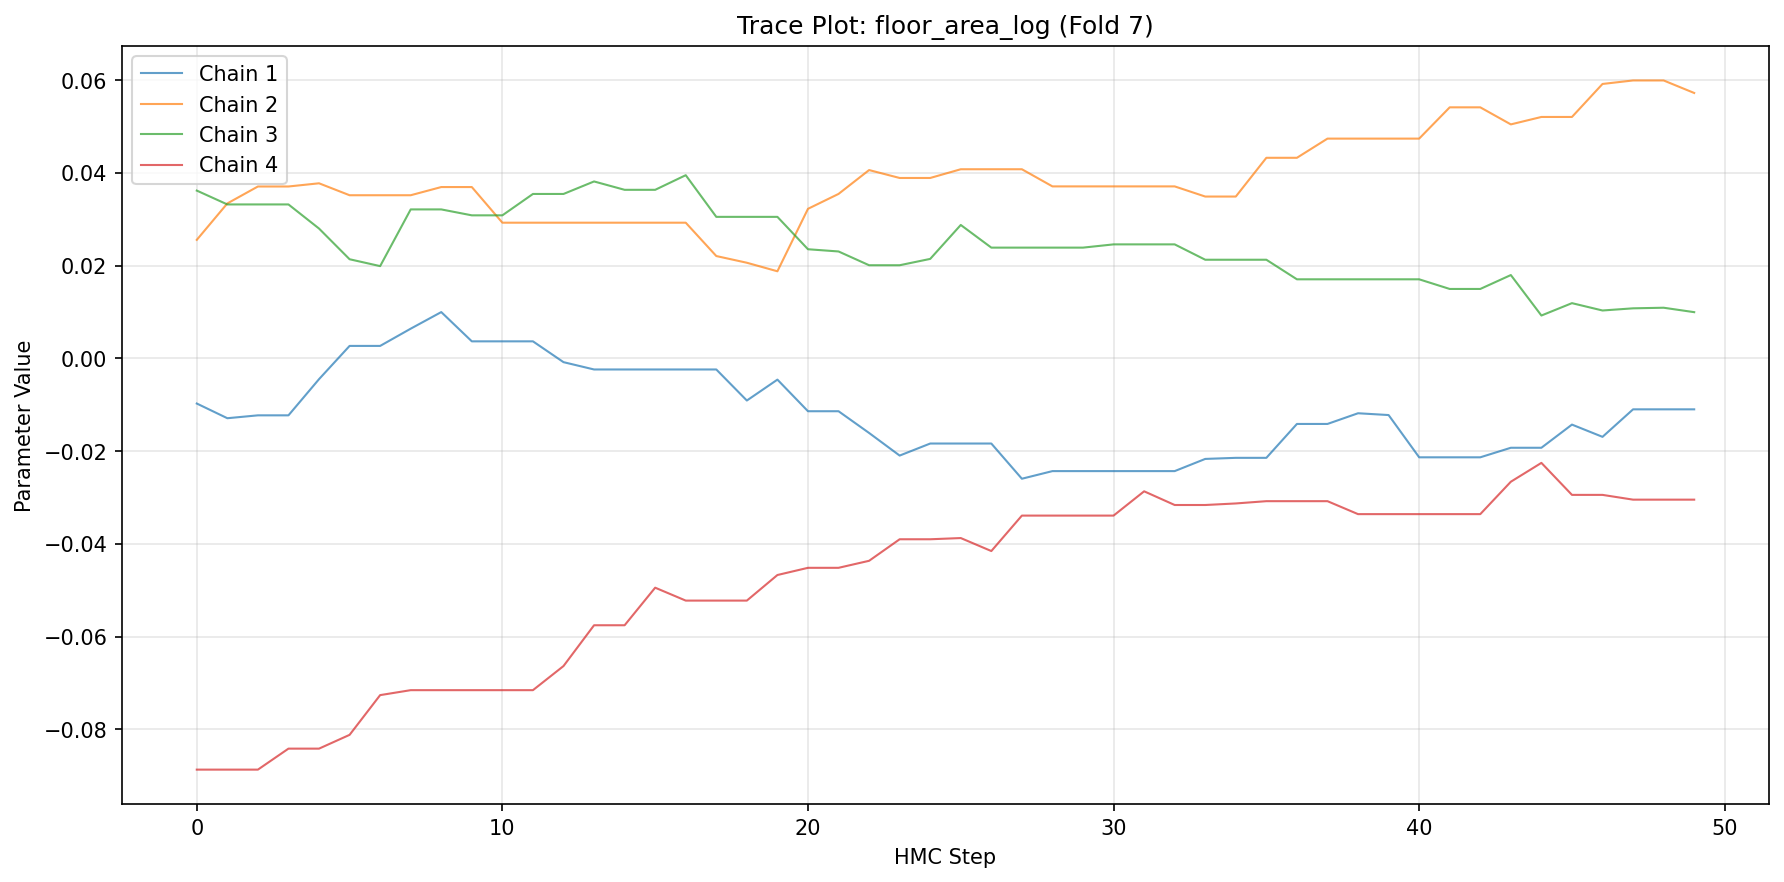 Trace Plot: floor_area_log (Fold 7)
Chain 1
Chain 2
Chain 3
Chain 4
0.06
0.04
0.02
0.00
−0.02
−0.04
−0.06
−0.08
Parameter Value
0 10 20 30 40 50
HMC Step